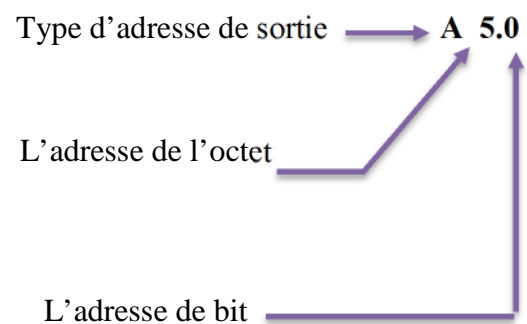 Type d’adresse de sortie A 5.0
L’adresse de l’octet
L’adresse de bit